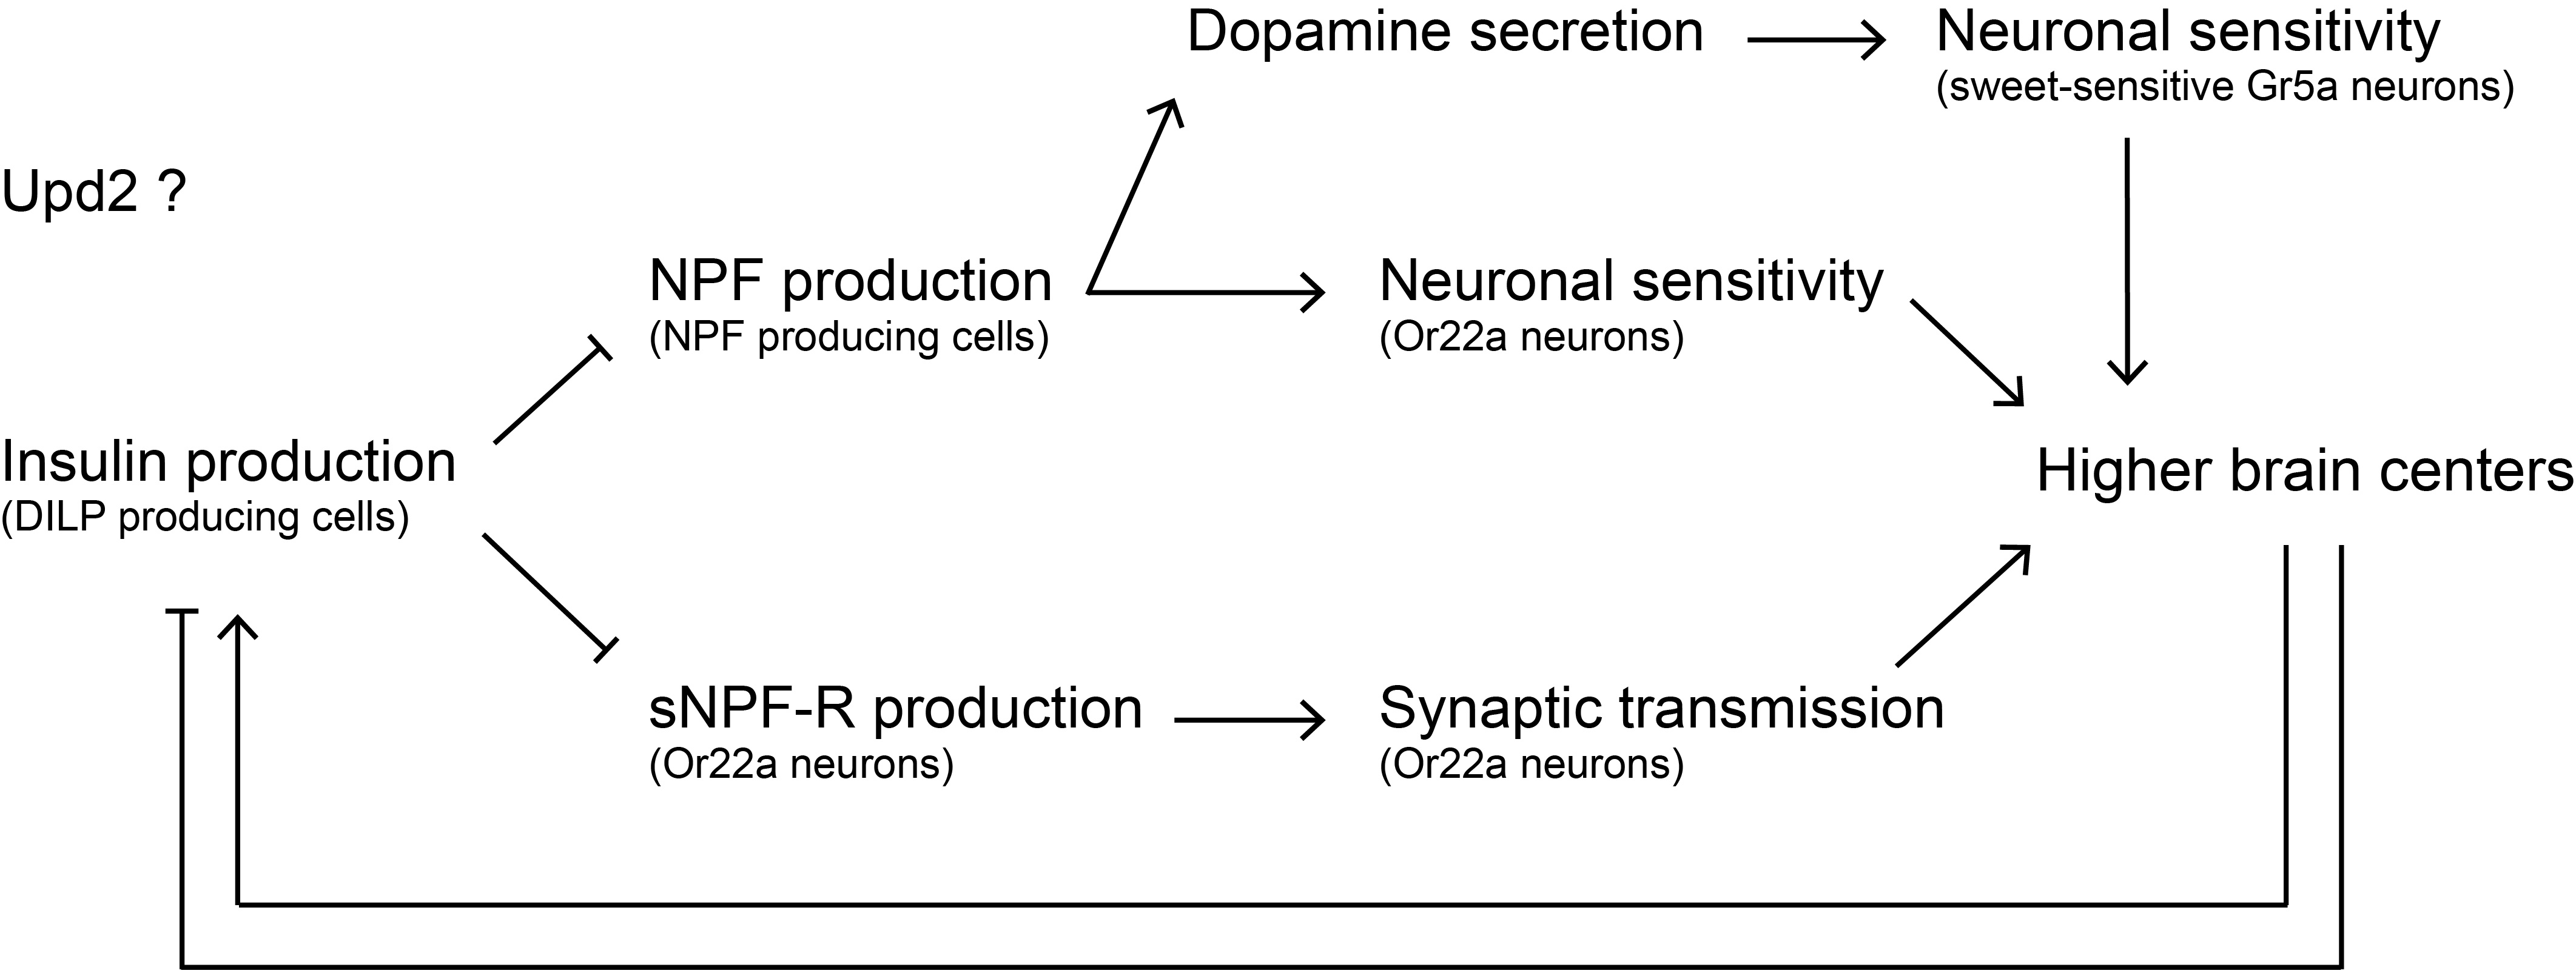 Dopamine secretion
Neuronal sensitivity
(sweet-sensitive Gr5a neurons)
Upd2 ?
NPF production
(NPF producing cells)
Neuronal sensitivity
(Or22a neurons)
Insulin production
(DILP producing cells)
Higher brain centers
sNPF-R production
(Or22a neurons)
Synaptic transmission
(Or22a neurons)